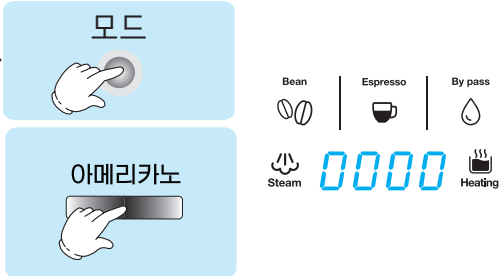 모드
아메리카노
Bean
Espresso
By pass
Steam
0000
Heating